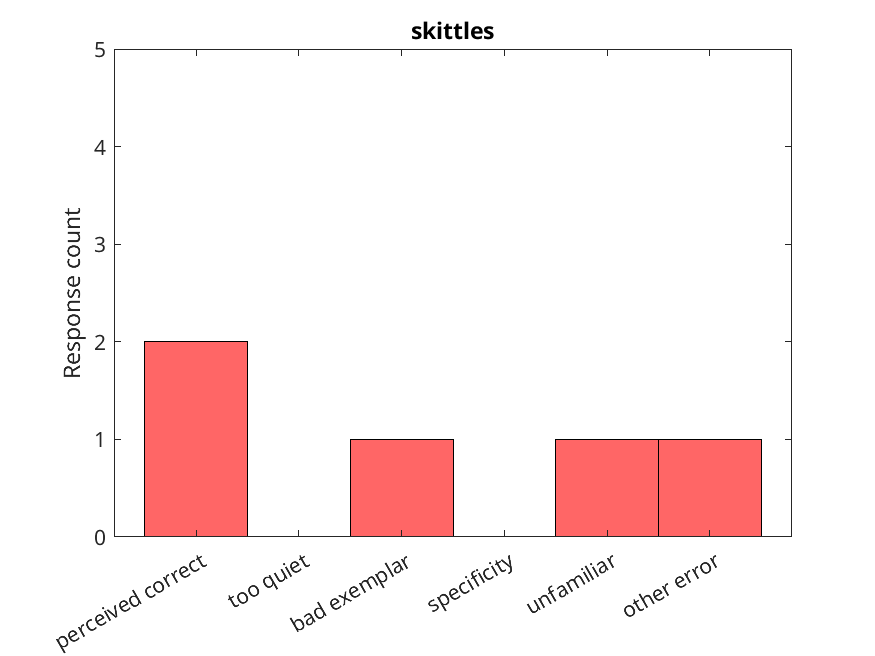 skittles
Response count
5
4
3
2
1
0
perceived correct
too quiet
bad exemplar
specificity
unfamiliar
other error